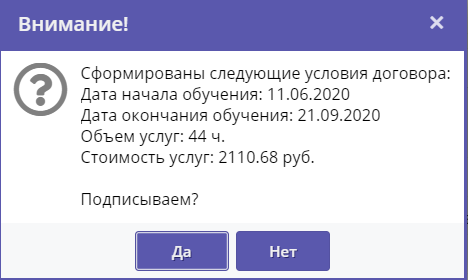 Внимание!
Сформированы следующие условия договора:
Дата начала обучения: 11.06.2020
Дата окончания обучения: 21.09.2020
Объем услуг: 44 ч.
Стоимость услуг: 2110.68 руб.
Подписываем?
Да
Нет